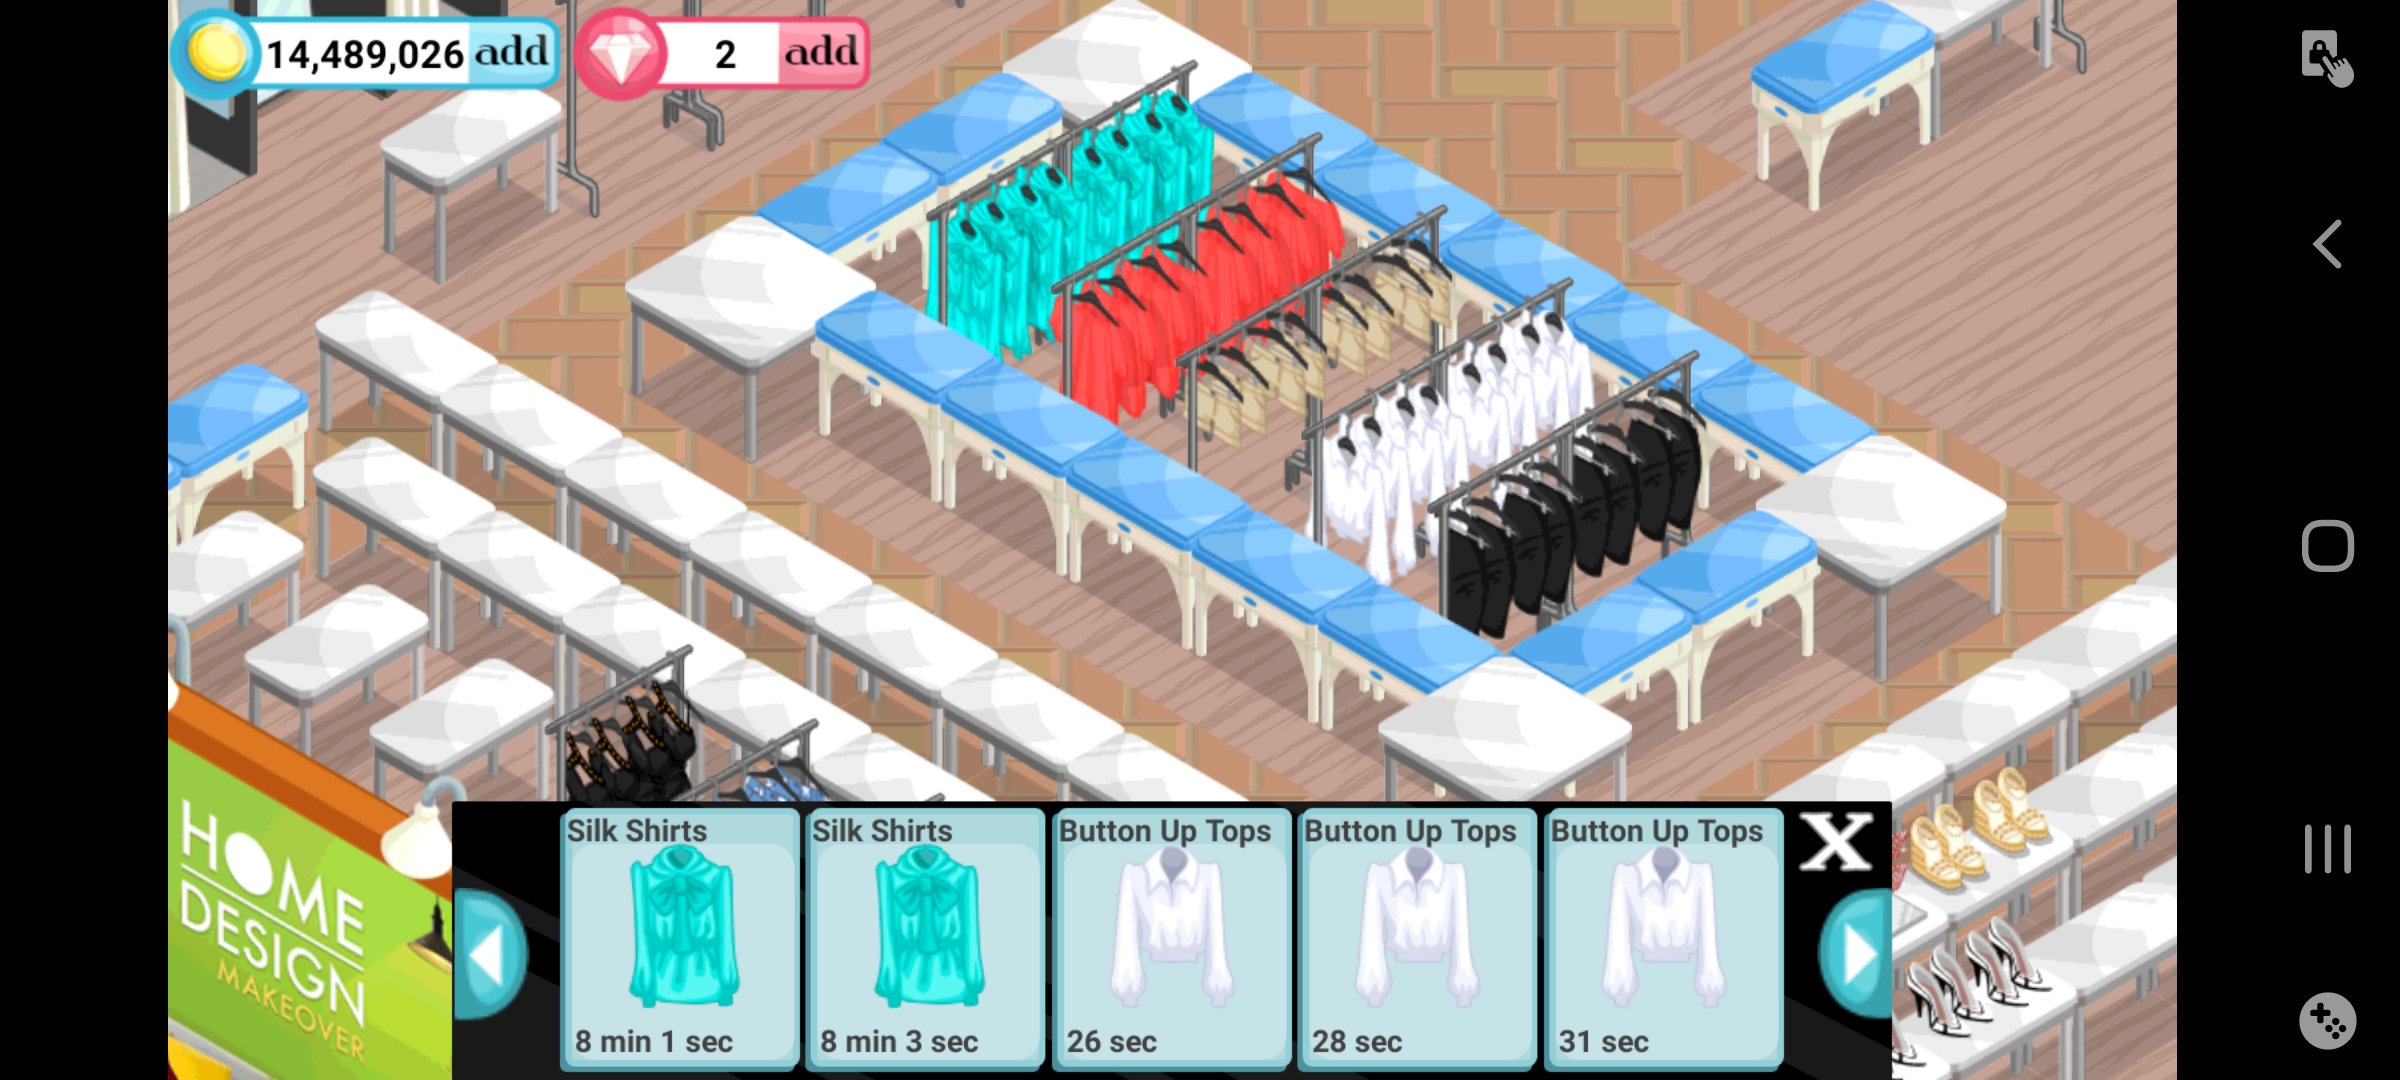 14,489,026 add
2 add
Silk Shirts
8 min 1 sec
Silk Shirts
8 min 3 sec
Button Up Tops
26 sec
Button Up Tops
28 sec
Button Up Tops
31 sec
X
HOME
DESIGN
MAKEOVER